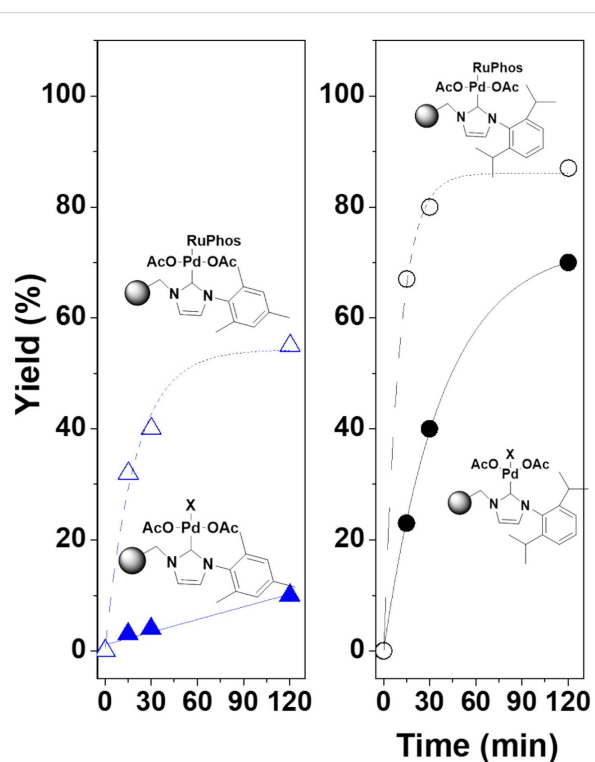 Yield (%)
100
80
60
40
20
0
RuPhos
AcO-Pd-OAc
N
N
X
AcO-Pd-OAc
N
N
0 30 60 90 120
100
80
60
40
20
0
RuPhos
AcO-Pd-OAc
N
N
X
AcO Pd OAc
N
N
0 30 60 90 120
Time (min)